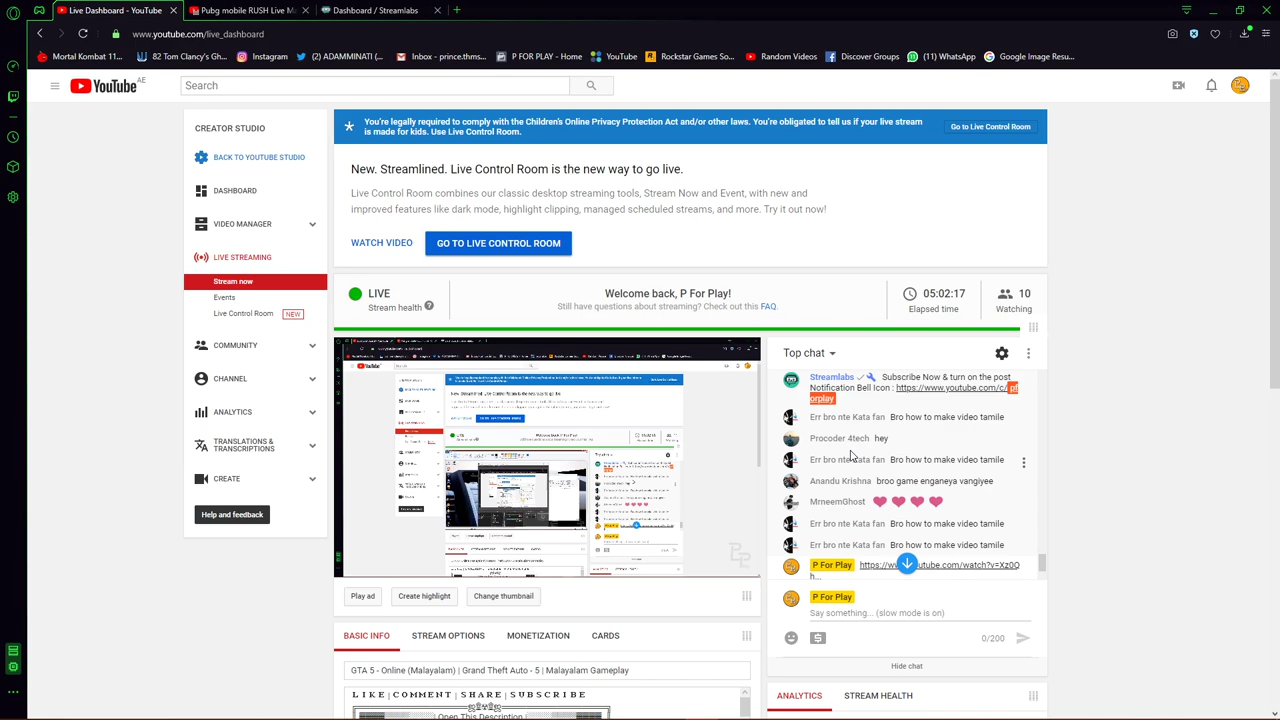 Live Dashboard - YouTube
Pubg mobile RUSH Live Ma
Dashboard / Streamlabs
www.youtube.com/live_dashboard
Mortal Kombat 11...
82 Tom Clancy's Gh...
Instagram
(2) ADAMMINATI (...
Inbox - prince.thms...
P FOR PLAY - Home
YouTube
Rockstar Games So...
Random Videos
Discover Groups
(11) WhatsApp
Google Image Resu...
YouTube AE
Search
CREATOR STUDIO
BACK TO YOUTUBE STUDIO
DASHBOARD
VIDEO MANAGER
LIVE STREAMING
Stream now
Events
Live Control Room NEW
COMMUNITY
CHANNEL
ANALYTICS
TRANSLATIONS &
TRANSCRIPTIONS
CREATE
Help and feedback
You're legally required to comply with the Children's Online Privacy Protection Act and/or other laws. You're obligated to tell us if your live stream
is made for kids. Use Live Control Room.
Go to Live Control Room
New. Streamlined. Live Control Room is the new way to go live.
Live Control Room combines our classic desktop streaming tools, Stream Now and Event, with new and
improved features like dark mode, highlight clipping, managed scheduled streams, and more. Try it out now!
WATCH VIDEO
GO TO LIVE CONTROL ROOM
LIVE
Stream health
Welcome back, P For Play!
Still have questions about streaming? Check out this FAQ.
05:02:17
Elapsed time
10
Watching
Play ad
Create highlight
Change thumbnail
BASIC INFO
STREAM OPTIONS
MONETIZATION
CARDS
GTA 5 - Online (Malayalam) | Grand Theft Auto - 5 | Malayalam Gameplay
L I K E | C O M M E N T | S H A R E | S U B S C R I B E
Open This Description
Top chat
Streamlabs Subscribe Now & turn on the post
Notification Bell Icon : https://www.youtube.com/c/pf
orplay
Err bro nte Kata fan Bro how to make video tamile
Procoder 4tech hey
Err bro nte Kata fan Bro how to make video tamile
Anandu Krishna broo game enganeya vangiyee
MrneemGhost
Err bro nte Kata fan Bro how to make video tamile
Err bro nte Kata fan Bro how to make video tamile
P For Play
h...
P For Play
Say something... (slow mode is on)
0/200
Hide chat
ANALYTICS
STREAM HEALTH